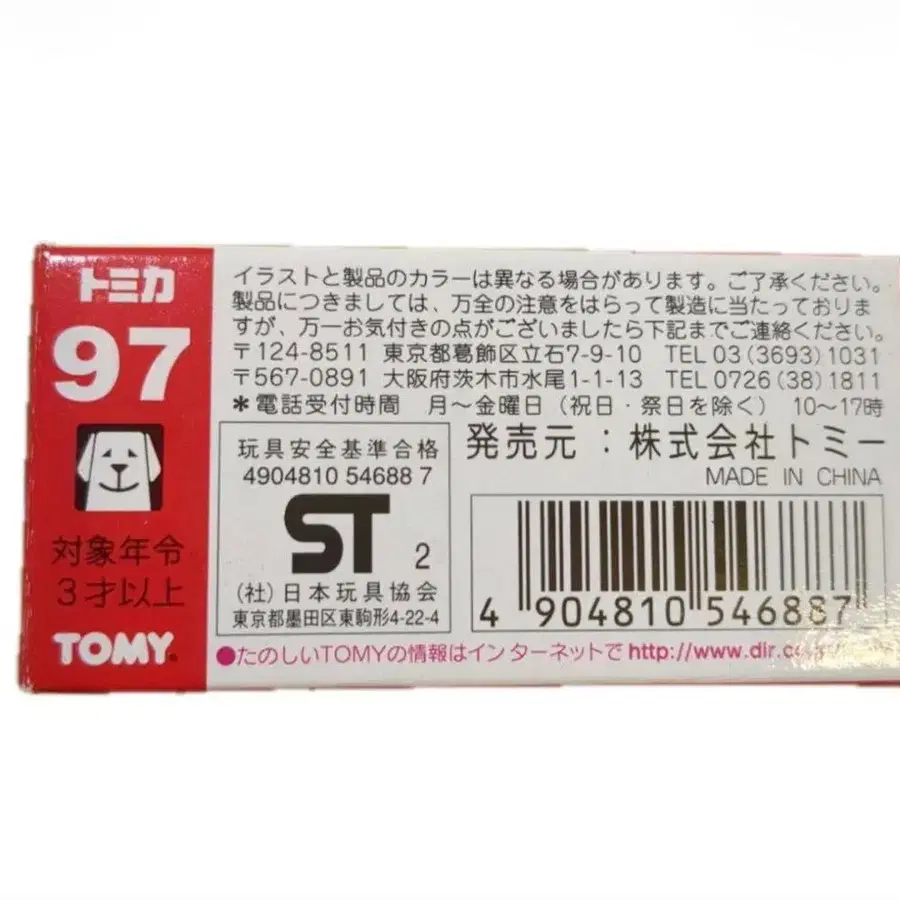 トミカ
97
対象年令
3才以上
TOMY.
イラストと製品のカラーは異なる場合があります。ご了承ください。
製品につきましては、万全の注意をはらって製造に当たっておりま
すが、万一お気付きの点がございましたら下記までご連絡ください。
〒124-8511 東京都葛飾区立石7-9-10 TEL 03(3693)1031
〒567-0891 大阪府茨木市水尾1-1-13 TEL 0726(38)1811
＊電話受付時間 月〜金曜日(祝日・祭日を除く) 10〜17時
玩具安全基準合格
4904810 54688 7
ST 2
(社)日本玩具協会
東京都墨田区東駒形4-22-4
発売元：株式会社トミー
MADE IN CHINA
4 904810 546887
●たのしいTOMYの情報はインターネットで http://www.dir.co